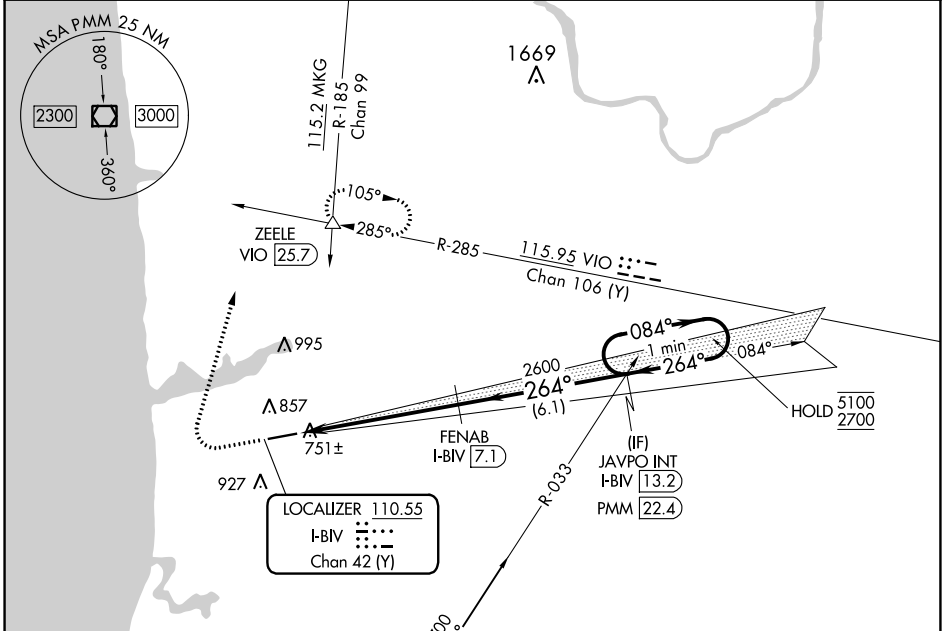 MSA PMM 25 NM
180°
2300
3000
360°
115.2 MKG
R-185
Chan 99
1669
105°
285°
ZEELE
VIO 25.7
R-285
115.95 VIO
Chan 106 (Y)
995
857
751±
927
084°
1 min
264°
084°
2600
264°
(6.1)
HOLD 5100
2700
FENAB
I-BIV 7.1
(IF)
JAVPO INT
I-BIV 13.2
PMM 22.4
R-033
LOCALIZER 110.55
I-BIV
Chan 42 (Y)